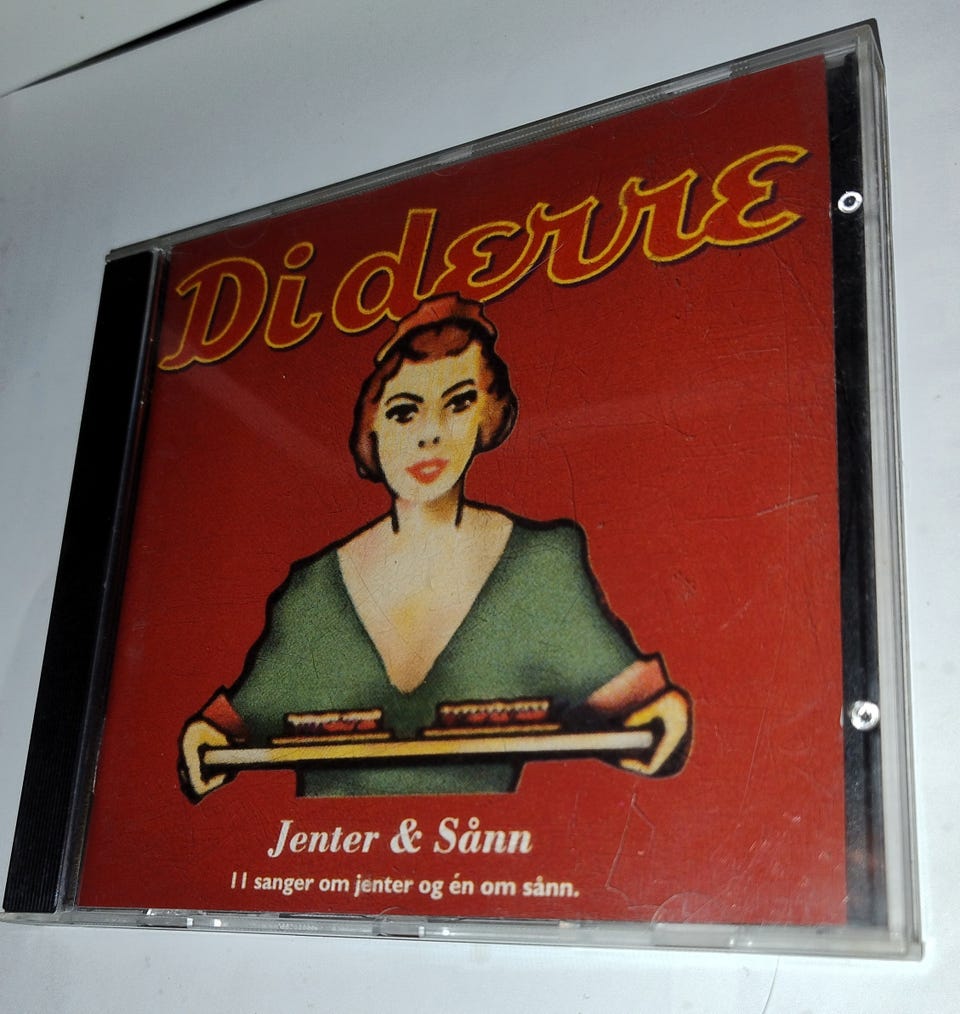 Di derre
Jenter & Sånn
11 sanger om jenter og én om sånn.